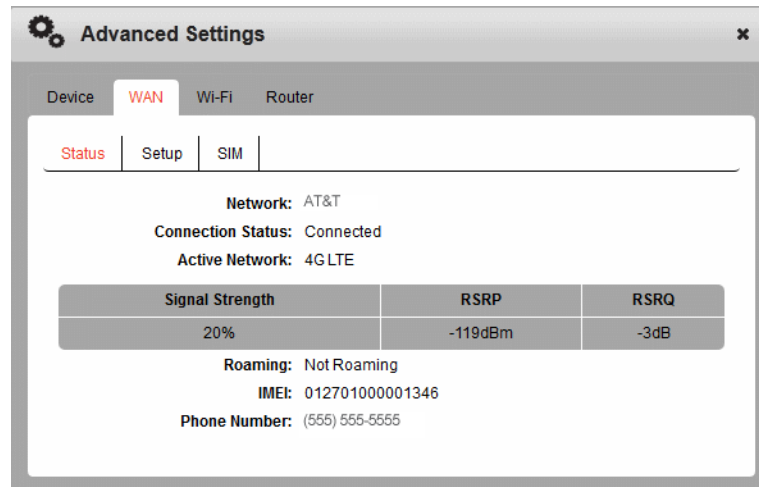 Advanced Settings
Device WAN Wi-Fi Router
Status Setup SIM
Network: AT&T
Connection Status: Connected
Active Network: 4G LTE
Signal Strength RSRP RSRQ
20% -119dBm -3dB
Roaming: Not Roaming
IMEI: 012701000001346
Phone Number: (555) 555-5555